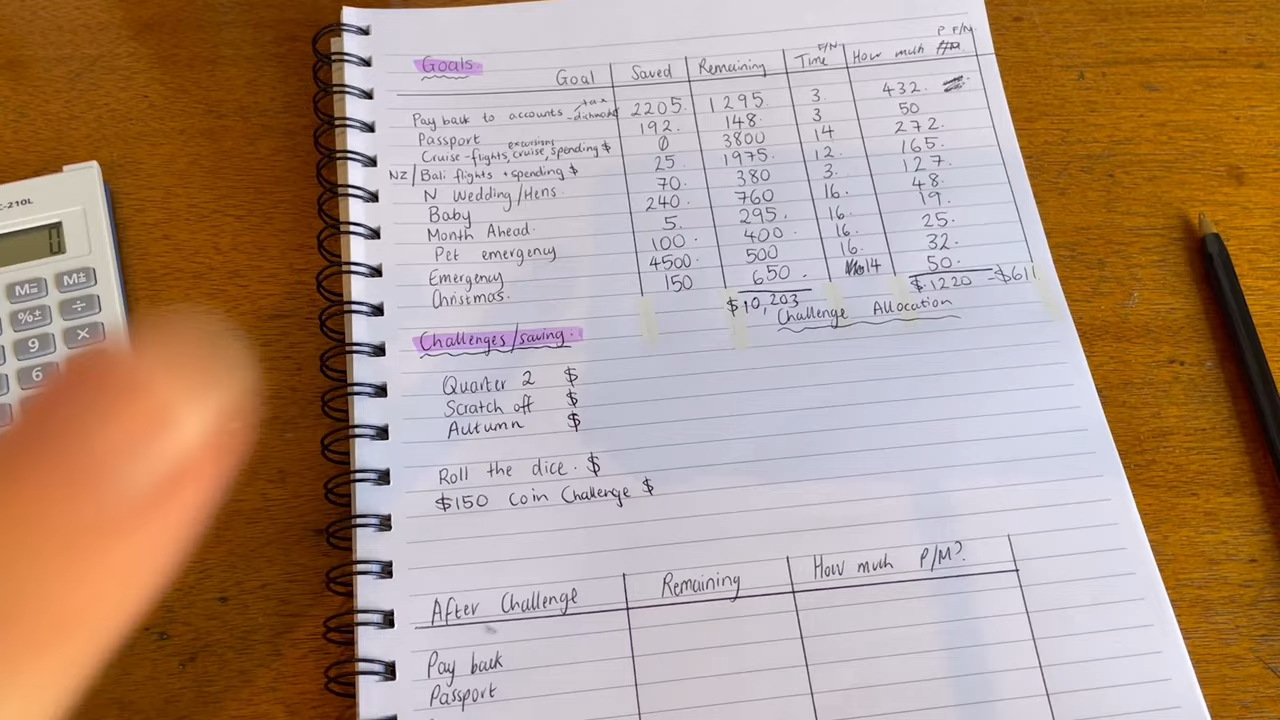 C-210L
0
M= M±
%± ÷
9 ×
6
P F/N
F/N
Goals
Goal Saved Remaining Time How much
tax
Pay back to accounts 2205. 1295 3. 432.
Passport 192. 148. 3 50
excursions
Cruise-flights, cruise, spending $ 0 3800 14 272.
NZ/Bali flights + spending $ 25. 1975. 12. 165.
N Wedding/Hens. 70. 380 3. 127.
Baby 240. 760 16. 48.
Month Ahead. 5. 295. 16. 19.
Pet emergency 100. 400. 16. 25.
Emergency 4500. 500 16. 32.
Christmas. 150 650. 14 50.
$10,203 $1220 - $611
Challenge Allocation
Challenges/saving:
Quarter 2 $
Scratch off $
Autumn $
Roll the dice. $
$150 Coin Challenge $
After Challenge Remaining How much P/M?
Pay back
Passport